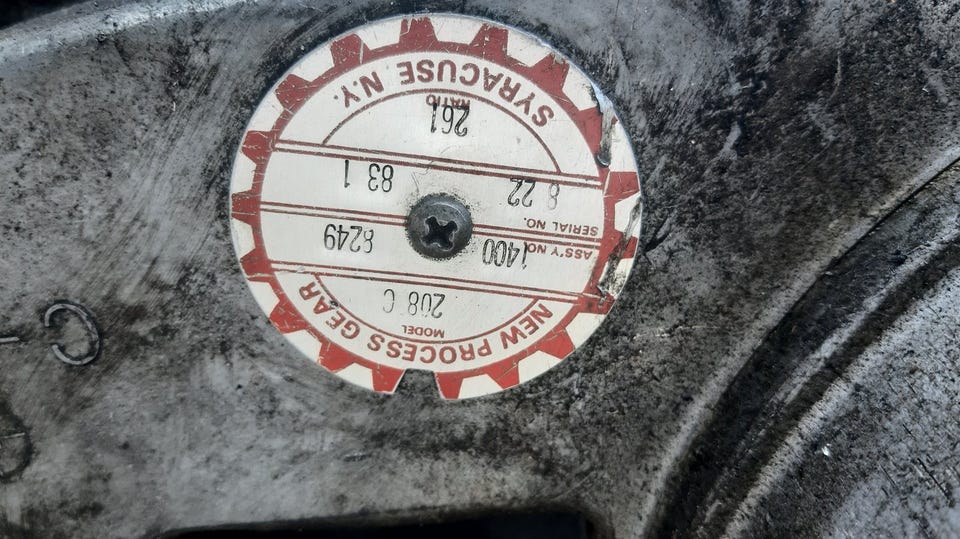 NEW PROCESS GEAR
MODEL
208 C
ASS'Y NO.
1400 8249
SERIAL NO.
8 22 83 1
261
RATIO
SYRACUSE N.Y.